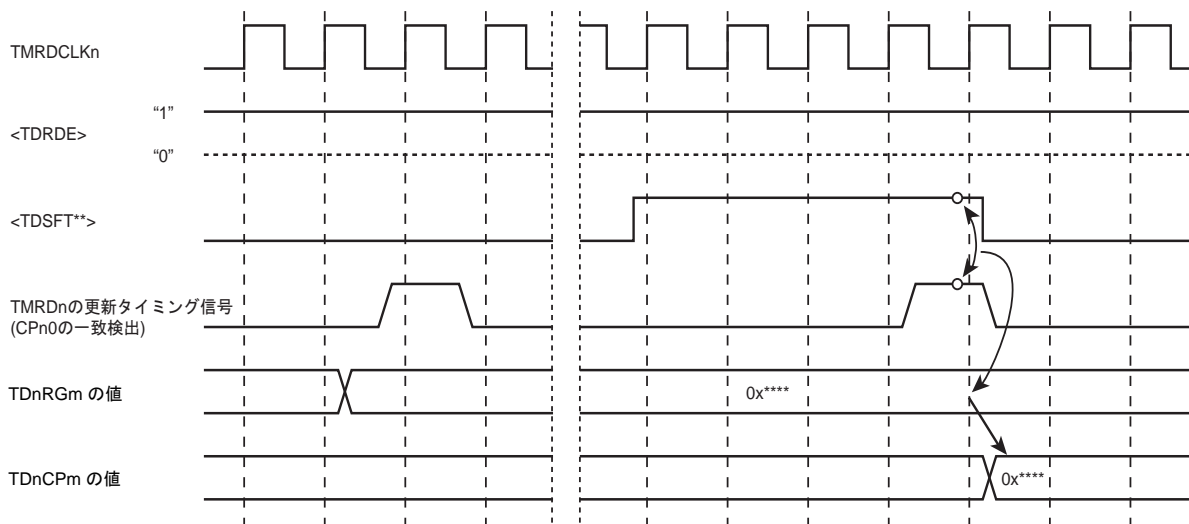 TMRDCLKn
“1”
<TDRDE>
“0”
<TDSFT**>
TMRDnの更新タイミング信号
(CPn0の一致検出)
TDnRGm の値
0x****
TDnCPm の値
0x****